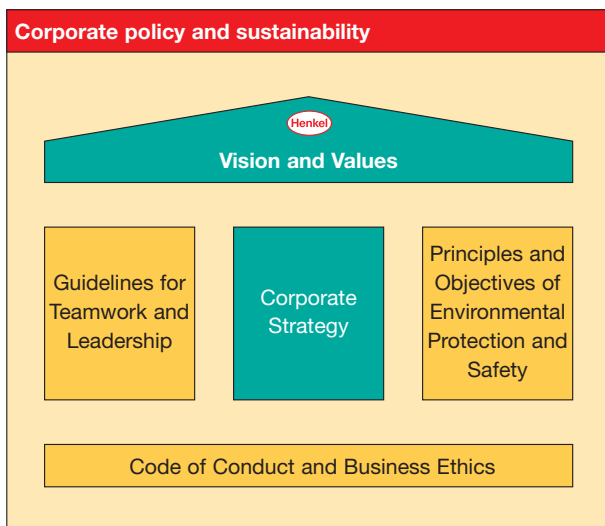 Corporate policy and sustainability
Henkel
Vision and Values
Guidelines for
Teamwork and
Leadership
Corporate
Strategy
Principles and
Objectives of
Environmental
Protection and
Safety
Code of Conduct and Business Ethics